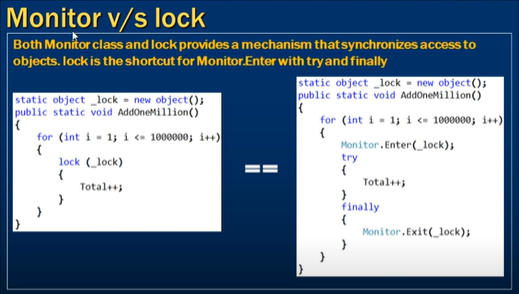 Monitor v/s lock
Both Monitor class and lock provides a mechanism that synchronizes access to
objects. lock is the shortcut for Monitor.Enter with try and finally
static object _lock = new object();
public static void AddOneMillion()
{
for (int i = 1; i <= 1000000; i++)
{
lock (_lock)
{
Total++;
}
}
}
==
static object _lock = new object();
public static void AddOneMillion()
{
for (int i = 1; i <= 1000000; i++)
{
Monitor.Enter(_lock);
try
{
Total++;
}
finally
{
Monitor.Exit(_lock);
}
}
}